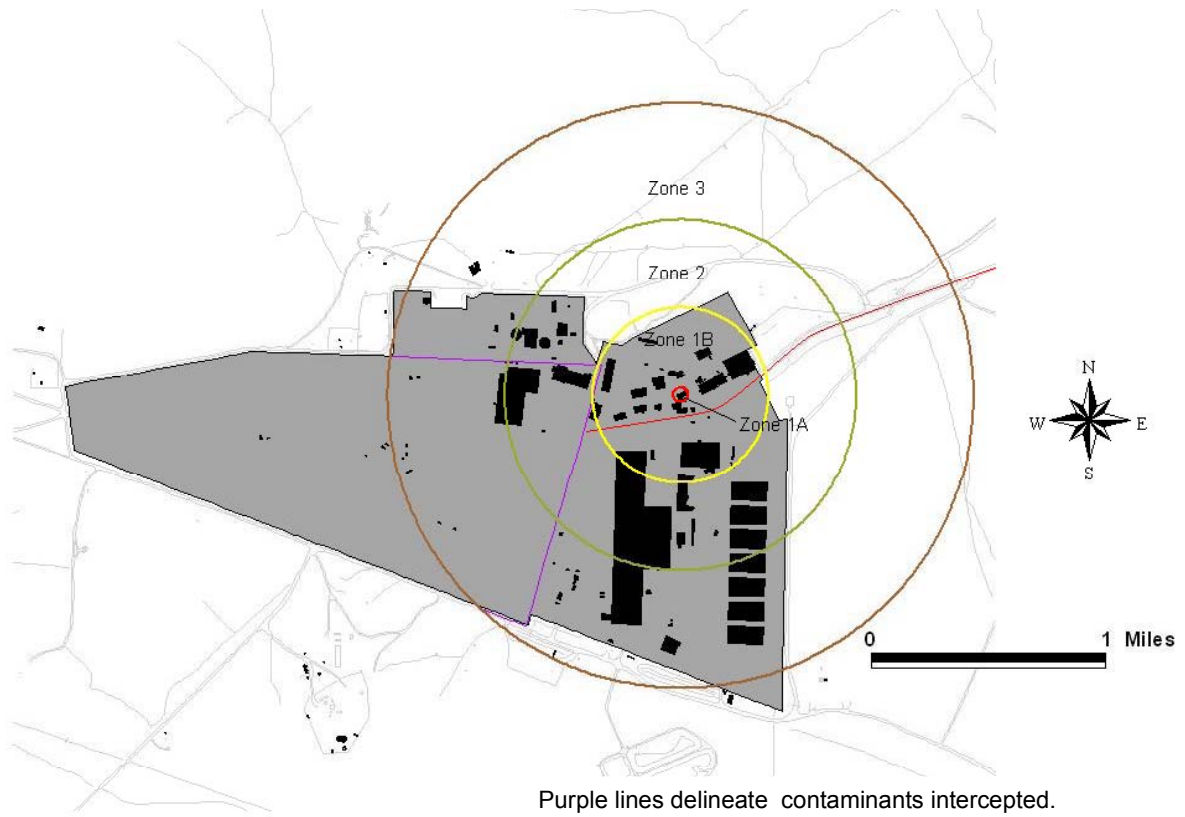 Zone 3
Zone 2
Zone 1B
Zone 1A
N
W E
S
0 1 Miles
Purple lines delineate contaminants intercepted.